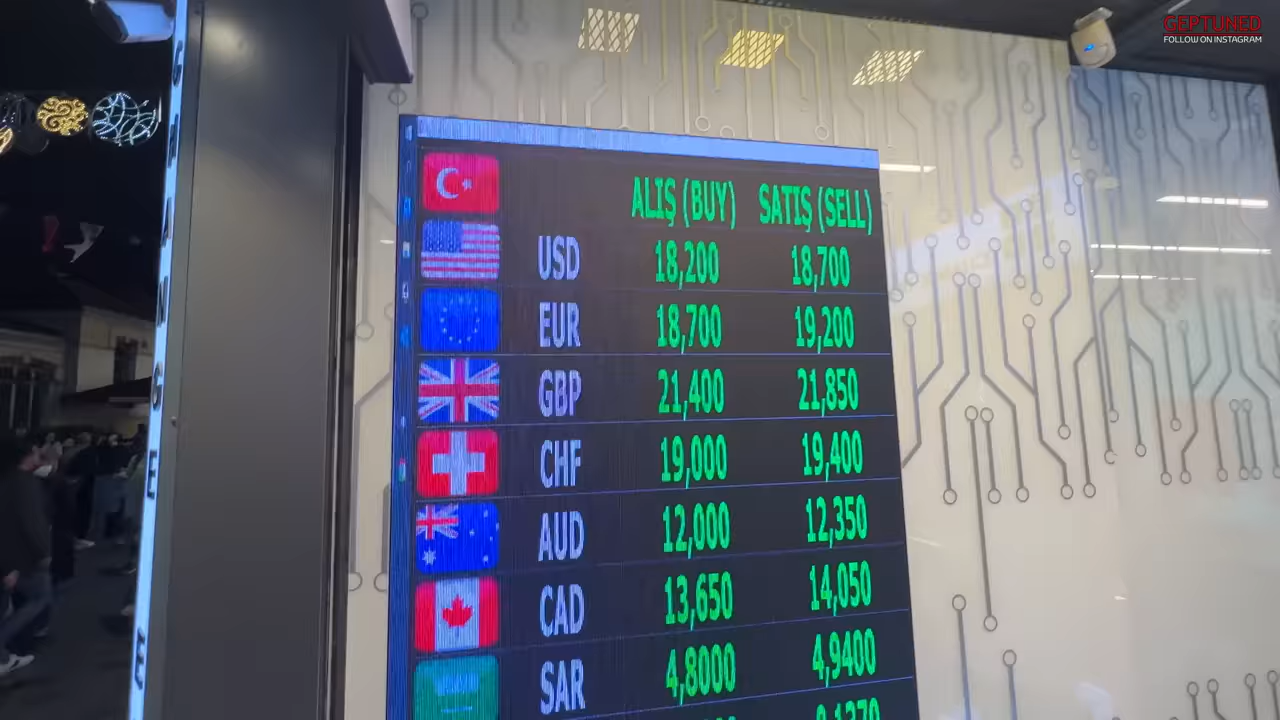 GEPTUNED
FOLLOW ON INSTAGRAM
ALIŞ (BUY) SATIŞ (SELL)
USD 18,200 18,700
EUR 18,700 19,200
GBP 21,400 21,850
CHF 19,000 19,400
AUD 12,000 12,350
CAD 13,650 14,050
SAR 4,8000 4,9400